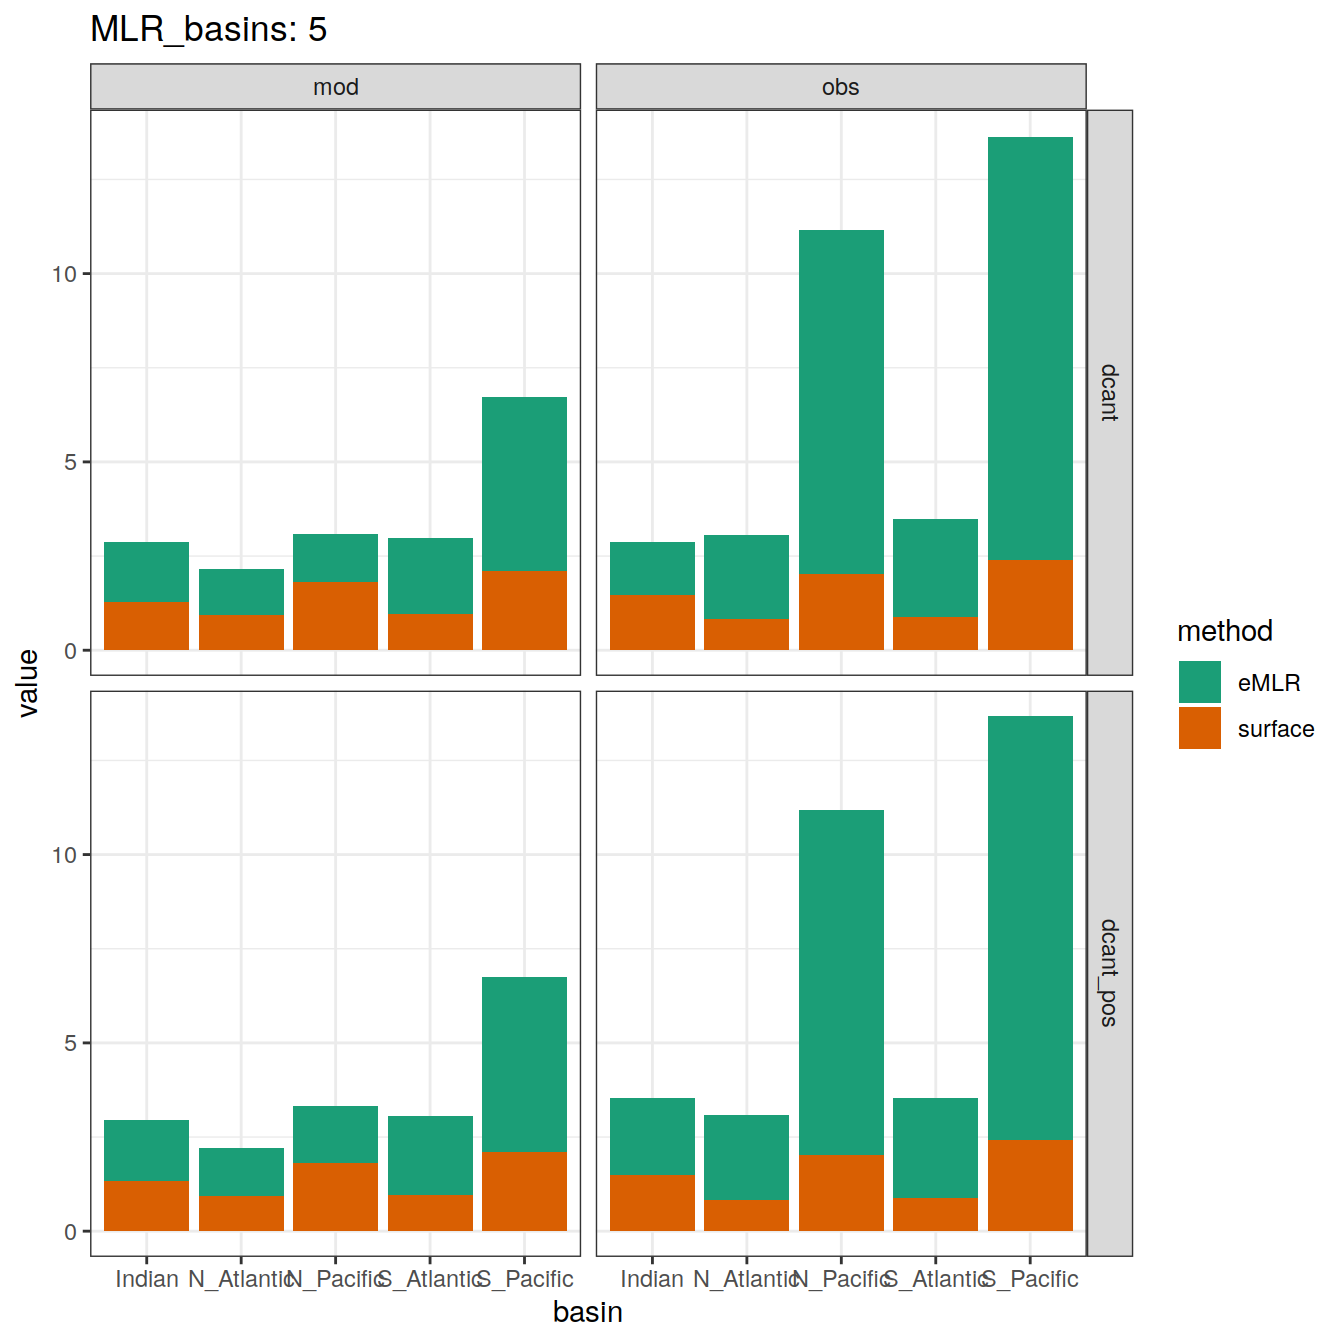 MLR_basins: 5
mod
obs
10
5
0
dcant
value
10
5
0
dcant_pos
method
eMLR
surface
Indian N_Atlantic N_Pacific S_Atlantic S_Pacific
Indian N_Atlantic N_Pacific S_Atlantic S_Pacific
basin